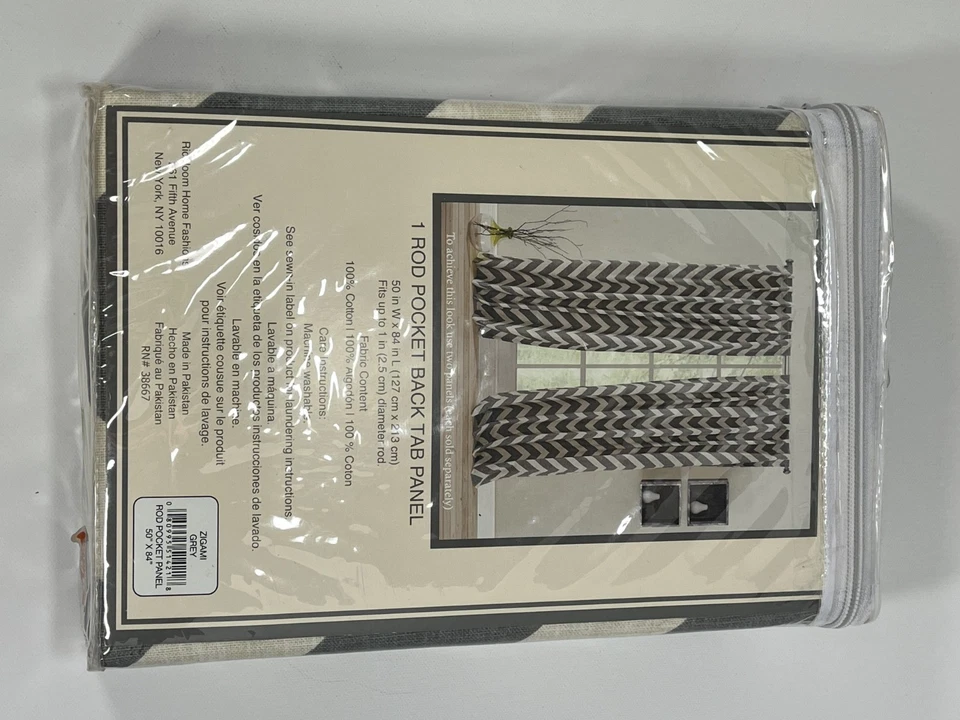 To achieve this look use two panels (each sold separately)
1 ROD POCKET BACK TAB PANEL
50 in W x 84 in L (127 cm x 213 cm)
Fits up to 1 in (2.5 cm) diameter rod.
Fabric Content
100% Cotton | 100% Algodón | 100 % Coton
Care Instructions:
Machine washable.
See sewn-in label on product for laundering instructions.
Lavable a máquina.
Ver cosidos en la etiqueta de los productos instrucciones de lavado.
Lavable en machine.
Voir étiquette cousue sur le produit
pour instructions de lavage.
Home Fashions
261 Fifth Avenue
New York, NY 10016
Made in Pakistan
Hecho en Pakistan
Fabriqué au Pakistan
RN# 38667
ZIGAMI
GREY
ROD POCKET PANEL
50" X 84"